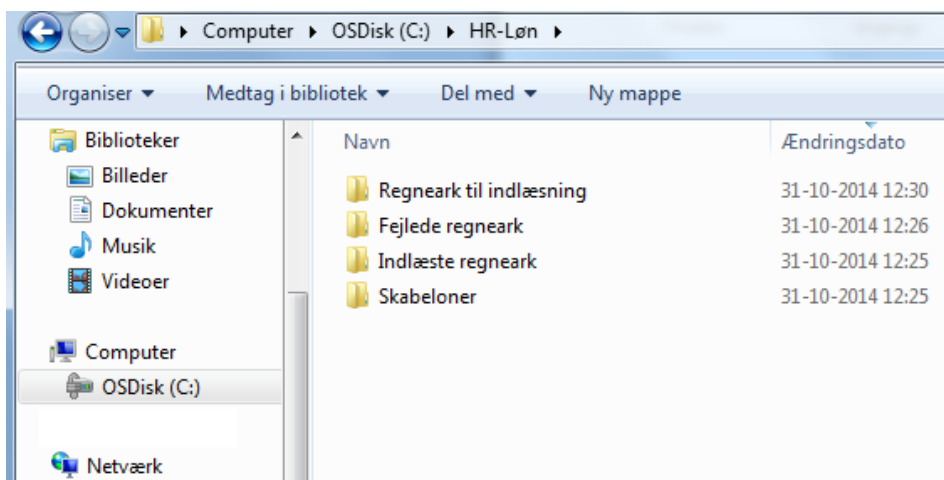 Computer ▸ OSDisk (C:) ▸ HR-Løn ▸
Organiser Medtag i bibliotek Del med Ny mappe
Biblioteker
Billeder
Dokumenter
Musik
Videoer
Computer
OSDisk (C:)
Netværk
Navn Ændringsdato
Regneark til indlæsning 31-10-2014 12:30
Fejlede regneark 31-10-2014 12:26
Indlæste regneark 31-10-2014 12:25
Skabeloner 31-10-2014 12:25